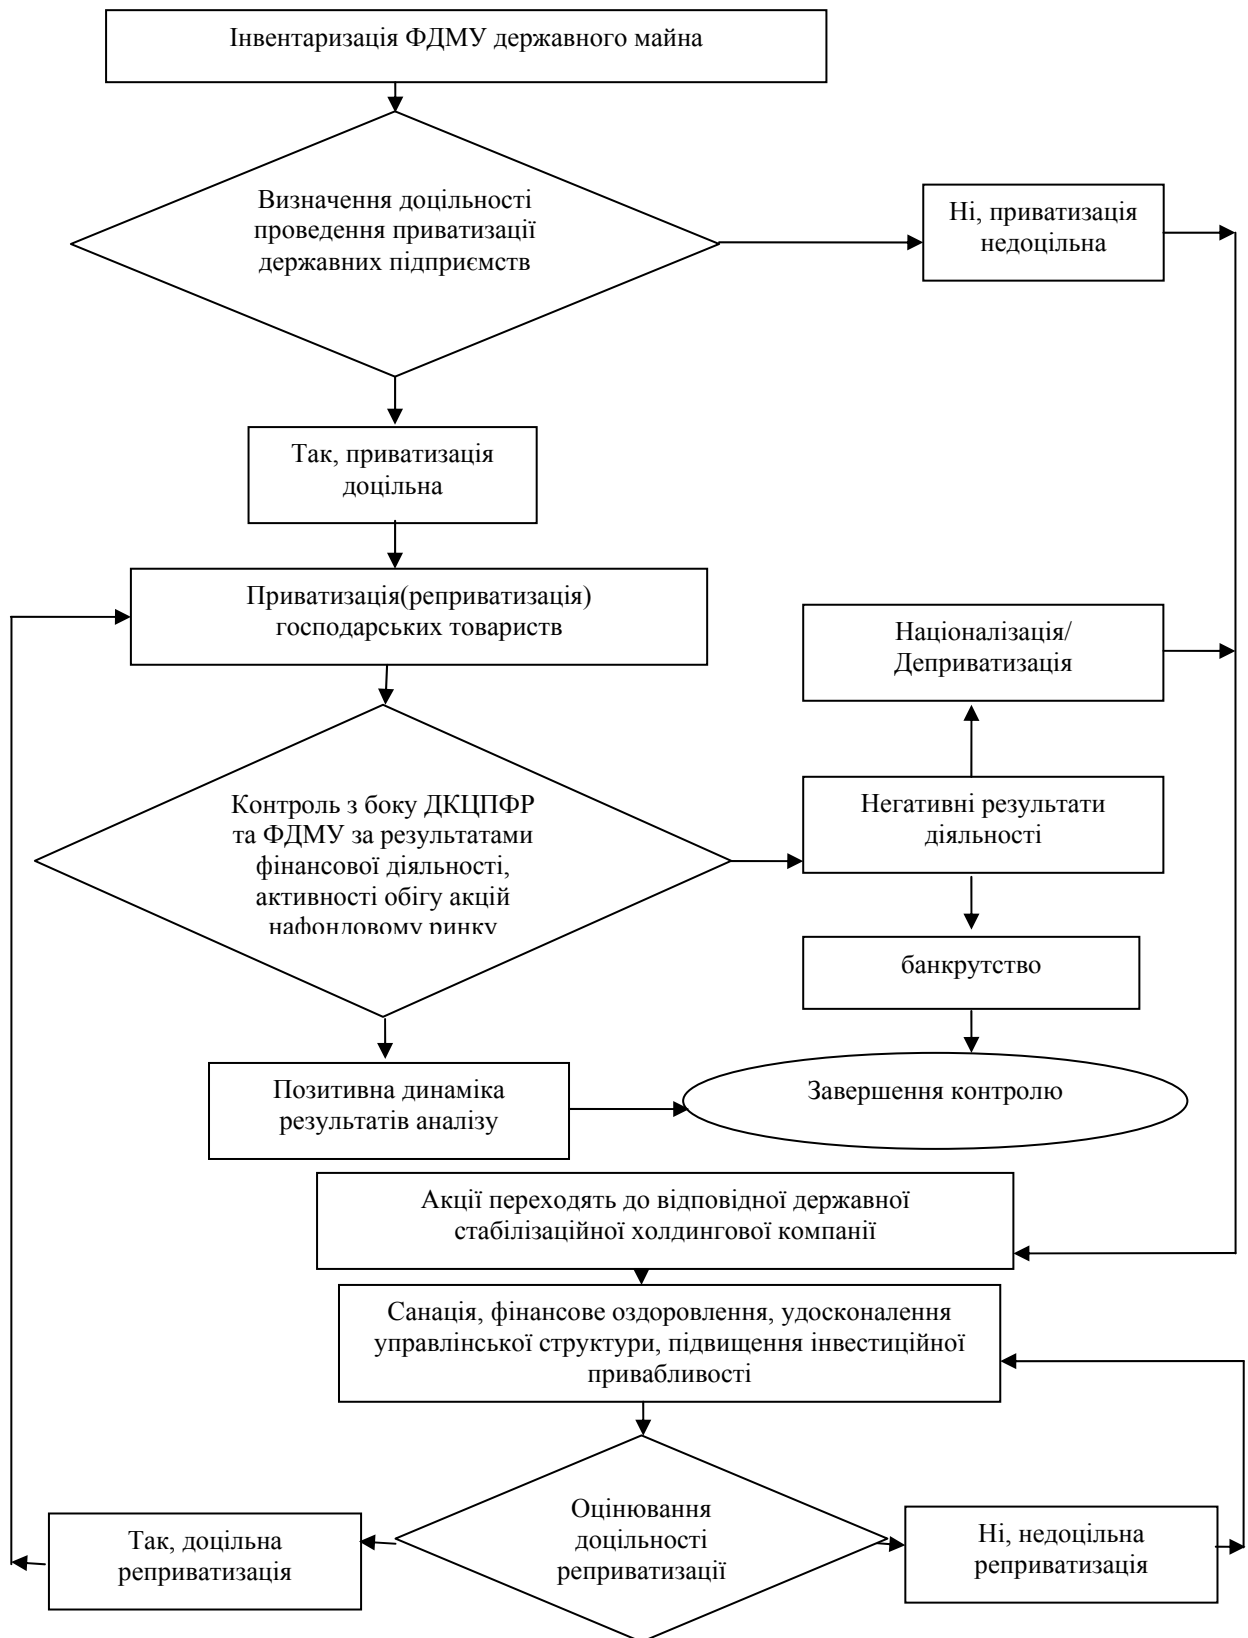 Інвентаризація ФДМУ державного майна
Визначення доцільності
проведення приватизації
державних підприємств
Ні, приватизація
недоцільна
Так, приватизація
доцільна
Приватизація(реприватизація)
господарських товариств
Націоналізація/
Деприватизація
Контроль з боку ДКЦПФР
та ФДМУ за результатами
фінансової діяльності,
активності обігу акцій
нафондовому ринку
Негативні результати
діяльності
банкрутство
Позитивна динаміка
результатів аналізу
Завершення контролю
Акції переходять до відповідної державної
стабілізаційної холдингової компанії
Санація, фінансове оздоровлення, удосконалення
управлінської структури, підвищення інвестиційної
привабливості
Оцінювання
доцільності
реприватизації
Так, доцільна
реприватизація
Ні, недоцільна
реприватизація